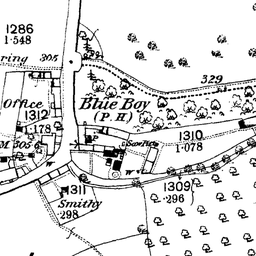 1286
1·548
ring 305
329
Office
Blue Boy
(P.H.)
1312
·178
1310
1·078
M 305
W
W
1311
1309
·296
Smithy
·298